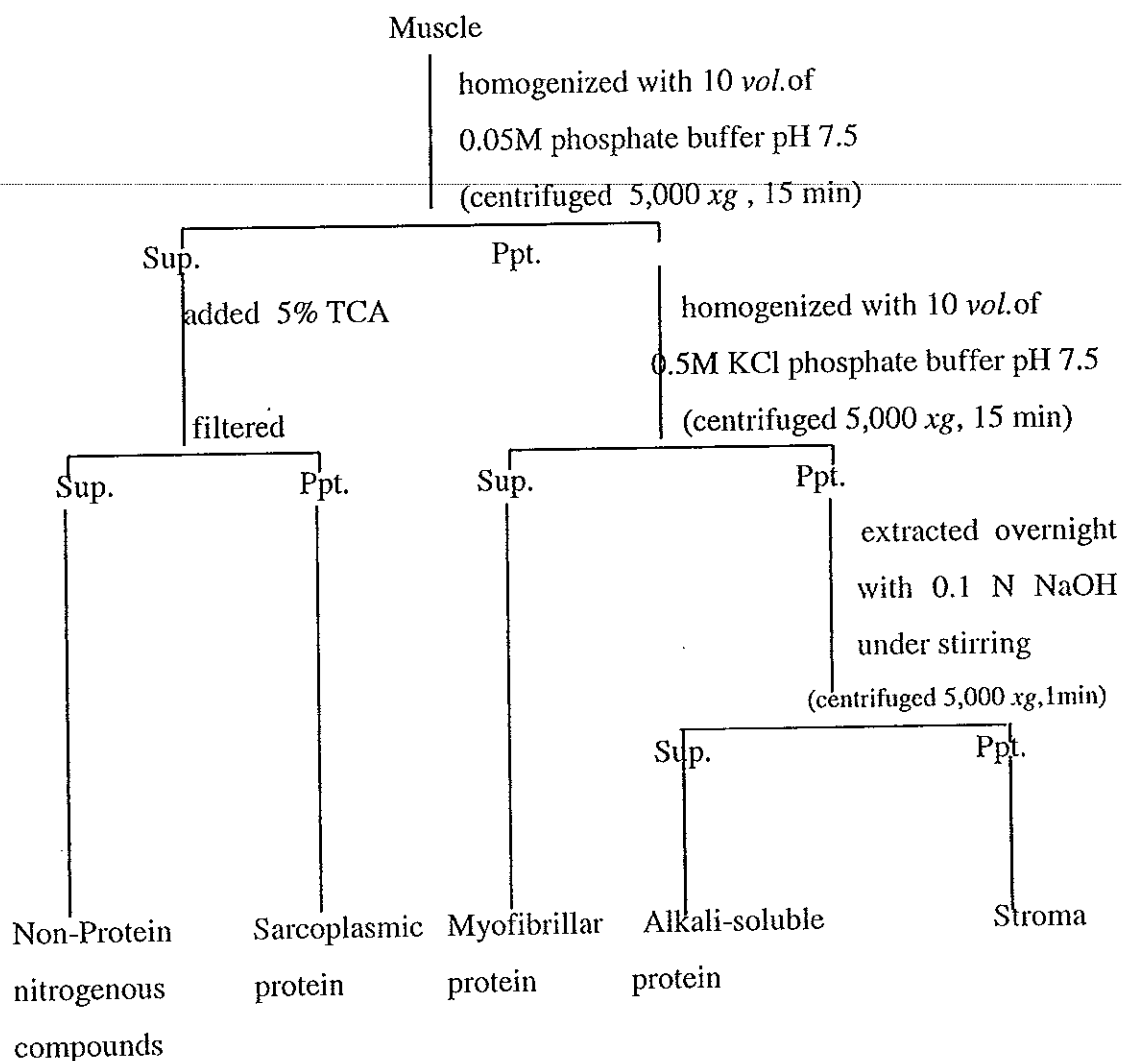 Muscle
homogenized with 10 vol.of
0.05M phosphate buffer pH 7.5
(centrifuged 5,000 xg , 15 min)
Sup.
Ppt.
added 5% TCA
filtered
homogenized with 10 vol.of
0.5M KCl phosphate buffer pH 7.5
(centrifuged 5,000 xg, 15 min)
Sup.
Ppt.
Sup.
Ppt.
extracted overnight
with 0.1 N NaOH
under stirring
(centrifuged 5,000 xg,1min)
Sup.
Ppt.
Non-Protein
nitrogenous
compounds
Sarcoplasmic
protein
Myofibrillar
protein
Alkali-soluble
protein
Stroma